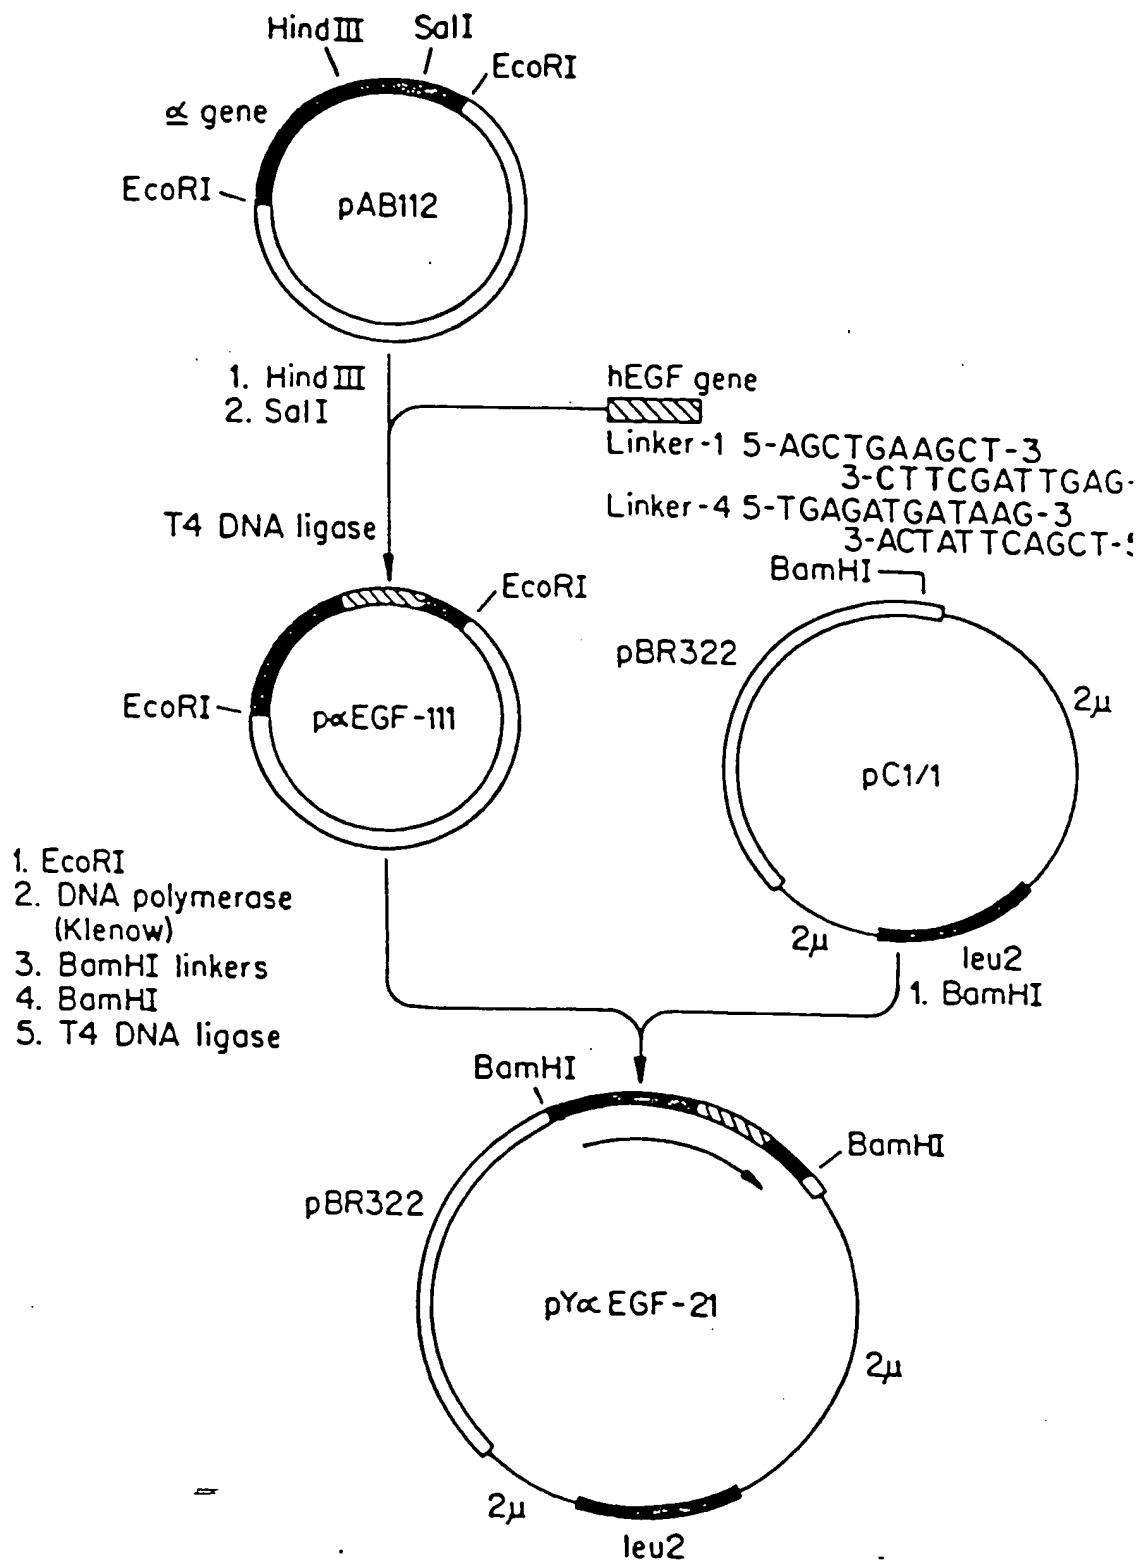 HindIII
SalI
EcoRI
α gene
EcoRI
pAB112
1. HindIII
2. SalI
hEGF gene
Linker-1 5-AGCTGAAGCT-3
3-CTTCGATTGAG-
Linker-4 5-TGAGATGATAAG-3
3-ACTATTCAGCT-5
T4 DNA ligase
BamHI
EcoRI
pBR322
2μ
EcoRI
pαEGF-111
pC1/1
1. EcoRI
2. DNA polymerase
(Klenow)
3. BamHI linkers
4. BamHI
5. T4 DNA ligase
2μ
leu2
1. BamHI
BamHI
BamHI
pBR322
pYαEGF-21
2μ
2μ
leu2